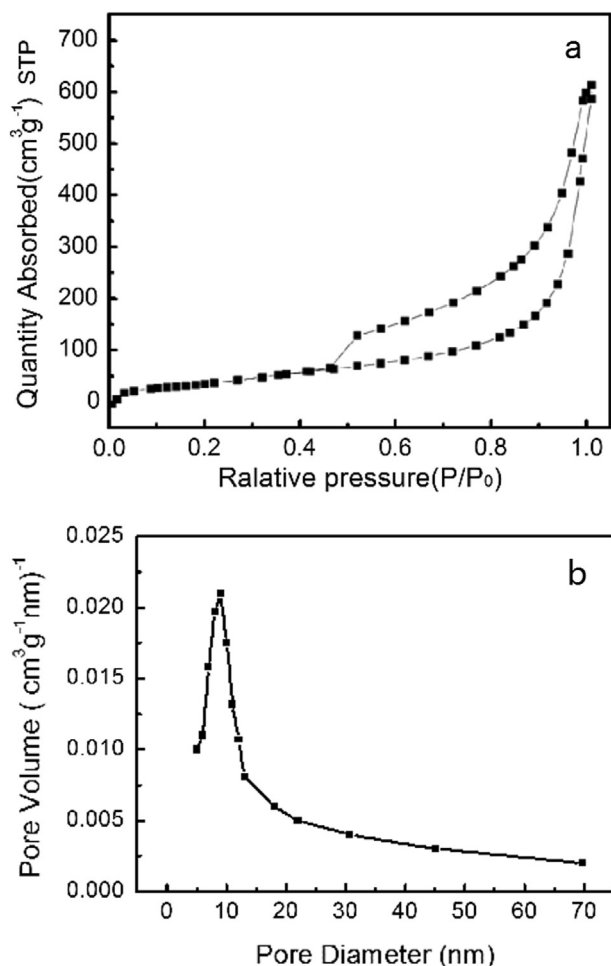 a
Quantity Absorbed(cm³g⁻¹) STP
700
600
500
400
300
200
100
0
0.0 0.2 0.4 0.6 0.8 1.0
Ralative pressure(P/P₀)
b
Pore Volume ( cm³g⁻¹nm)⁻¹
0.025
0.020
0.015
0.010
0.005
0.000
0 10 20 30 40 50 60 70
Pore Diameter (nm)